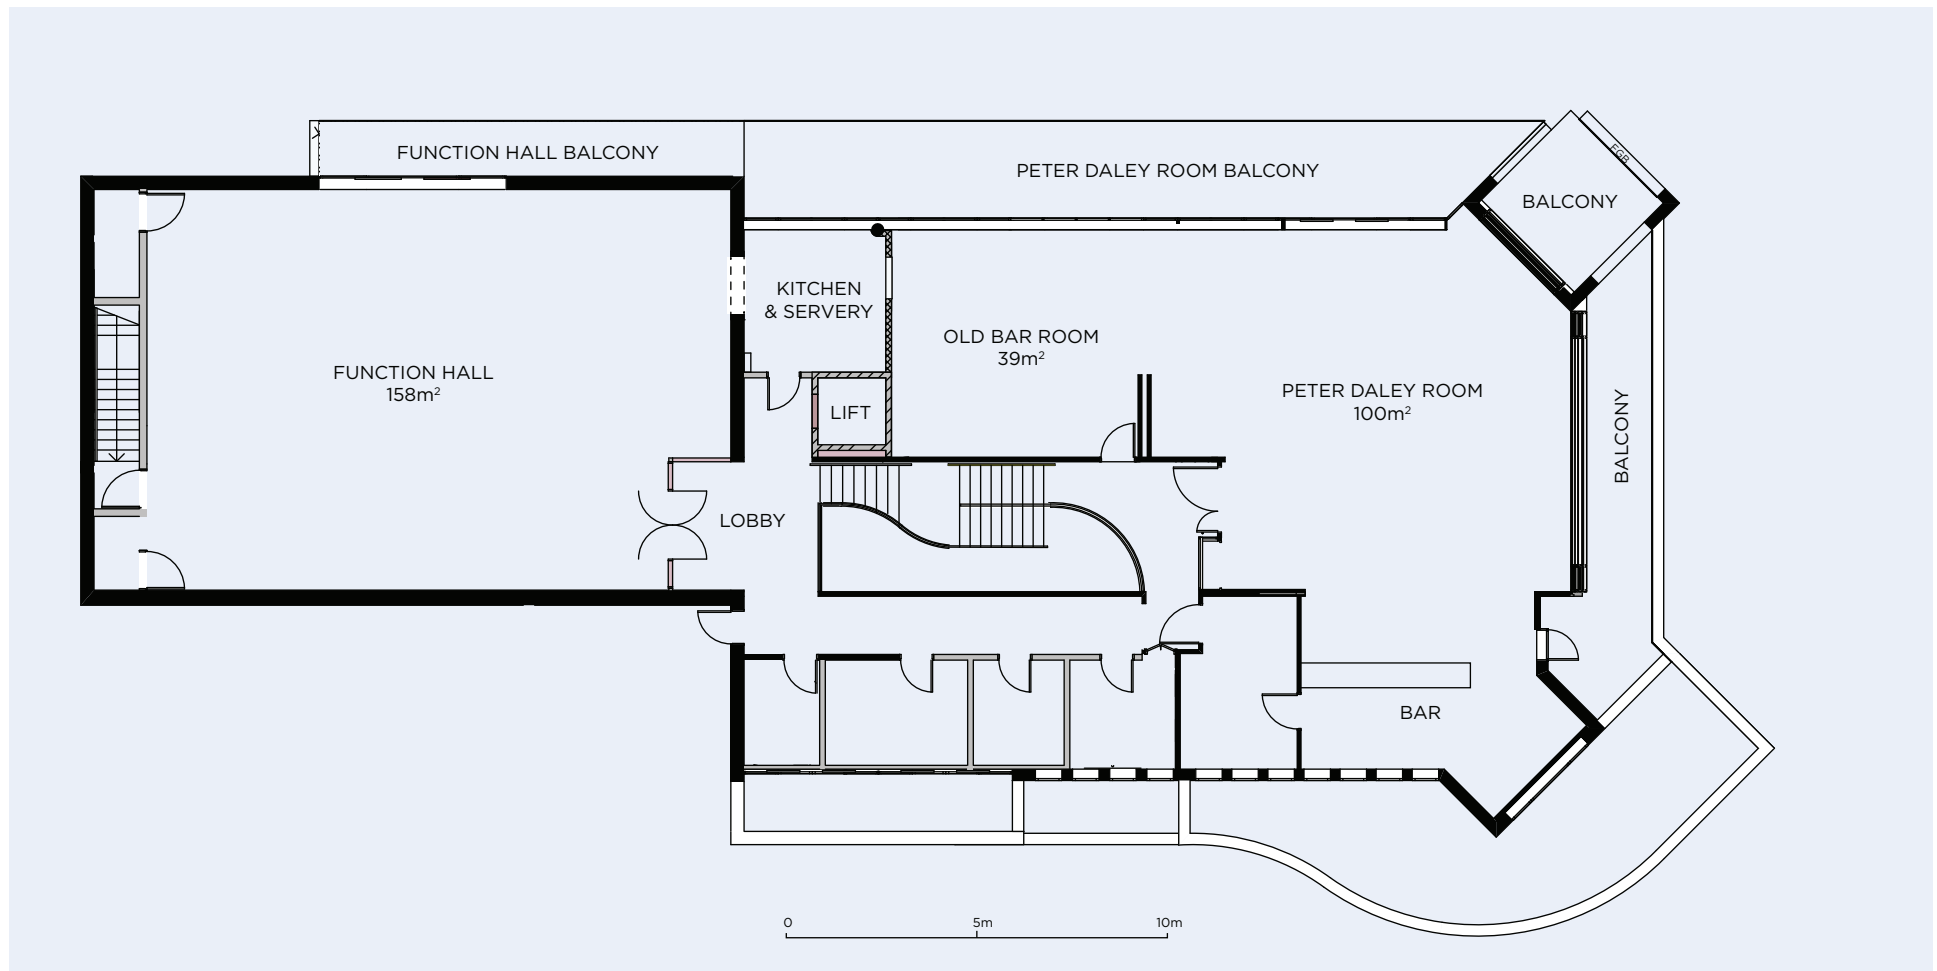 FUNCTION HALL BALCONY
PETER DALEY ROOM BALCONY
FGB
BALCONY
KITCHEN
& SERVERY
OLD BAR ROOM
39m²
FUNCTION HALL
158m²
PETER DALEY ROOM
100m²
LIFT
BALCONY
LOBBY
BAR
0 5m 10m